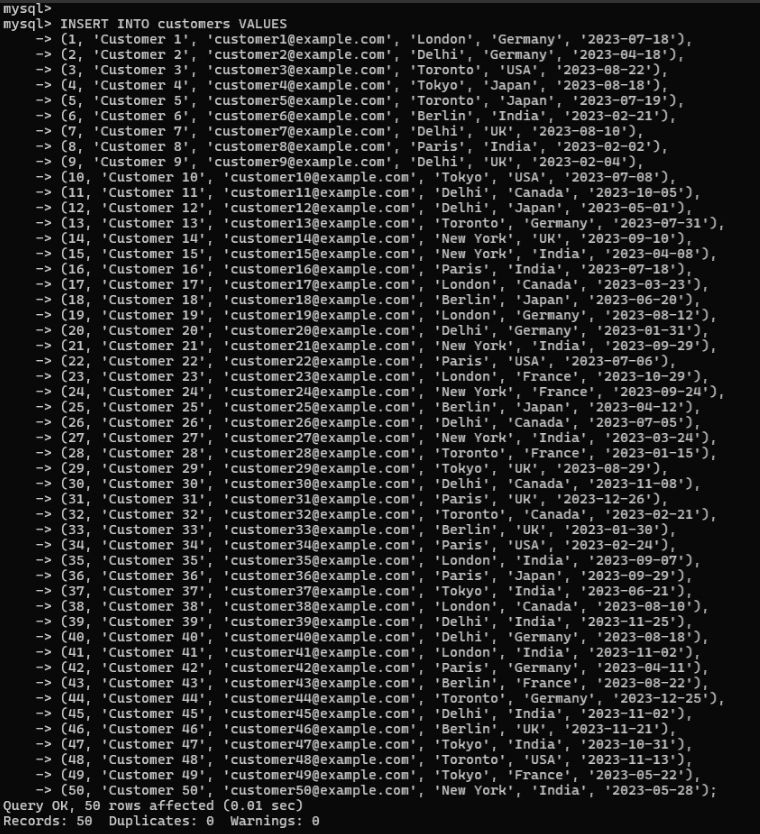 mysql>
mysql> INSERT INTO customers VALUES
    -> (1, 'Customer 1', 'customer1@example.com', 'London', 'Germany', '2023-07-18'),
    -> (2, 'Customer 2', 'customer2@example.com', 'Delhi', 'Germany', '2023-04-18'),
    -> (3, 'Customer 3', 'customer3@example.com', 'Toronto', 'USA', '2023-08-22'),
    -> (4, 'Customer 4', 'customer4@example.com', 'Tokyo', 'Japan', '2023-08-18'),
    -> (5, 'Customer 5', 'customer5@example.com', 'Toronto', 'Japan', '2023-07-19'),
    -> (6, 'Customer 6', 'customer6@example.com', 'Berlin', 'India', '2023-02-21'),
    -> (7, 'Customer 7', 'customer7@example.com', 'Delhi', 'UK', '2023-08-10'),
    -> (8, 'Customer 8', 'customer8@example.com', 'Paris', 'India', '2023-02-02'),
    -> (9, 'Customer 9', 'customer9@example.com', 'Delhi', 'UK', '2023-02-04'),
    -> (10, 'Customer 10', 'customer10@example.com', 'Tokyo', 'USA', '2023-07-08'),
    -> (11, 'Customer 11', 'customer11@example.com', 'Delhi', 'Canada', '2023-10-05'),
    -> (12, 'Customer 12', 'customer12@example.com', 'Delhi', 'Japan', '2023-05-01'),
    -> (13, 'Customer 13', 'customer13@example.com', 'Toronto', 'Germany', '2023-07-31'),
    -> (14, 'Customer 14', 'customer14@example.com', 'New York', 'UK', '2023-09-10'),
    -> (15, 'Customer 15', 'customer15@example.com', 'New York', 'India', '2023-04-08'),
    -> (16, 'Customer 16', 'customer16@example.com', 'Paris', 'India', '2023-07-18'),
    -> (17, 'Customer 17', 'customer17@example.com', 'London', 'Canada', '2023-03-23'),
    -> (18, 'Customer 18', 'customer18@example.com', 'Berlin', 'Japan', '2023-06-20'),
    -> (19, 'Customer 19', 'customer19@example.com', 'London', 'Germany', '2023-08-12'),
    -> (20, 'Customer 20', 'customer20@example.com', 'Delhi', 'Germany', '2023-01-31'),
    -> (21, 'Customer 21', 'customer21@example.com', 'New York', 'India', '2023-09-29'),
    -> (22, 'Customer 22', 'customer22@example.com', 'Paris', 'USA', '2023-07-06'),
    -> (23, 'Customer 23', 'customer23@example.com', 'London', 'France', '2023-10-29'),
    -> (24, 'Customer 24', 'customer24@example.com', 'New York', 'France', '2023-09-24'),
    -> (25, 'Customer 25', 'customer25@example.com', 'Berlin', 'Japan', '2023-04-12'),
    -> (26, 'Customer 26', 'customer26@example.com', 'Delhi', 'Canada', '2023-07-05'),
    -> (27, 'Customer 27', 'customer27@example.com', 'New York', 'India', '2023-03-24'),
    -> (28, 'Customer 28', 'customer28@example.com', 'Toronto', 'France', '2023-01-15'),
    -> (29, 'Customer 29', 'customer29@example.com', 'Tokyo', 'UK', '2023-08-29'),
    -> (30, 'Customer 30', 'customer30@example.com', 'Delhi', 'Canada', '2023-11-08'),
    -> (31, 'Customer 31', 'customer31@example.com', 'Paris', 'UK', '2023-12-26'),
    -> (32, 'Customer 32', 'customer32@example.com', 'Toronto', 'Canada', '2023-02-21'),
    -> (33, 'Customer 33', 'customer33@example.com', 'Berlin', 'UK', '2023-01-30'),
    -> (34, 'Customer 34', 'customer34@example.com', 'Paris', 'USA', '2023-02-24'),
    -> (35, 'Customer 35', 'customer35@example.com', 'London', 'India', '2023-09-07'),
    -> (36, 'Customer 36', 'customer36@example.com', 'Paris', 'Japan', '2023-09-29'),
    -> (37, 'Customer 37', 'customer37@example.com', 'Tokyo', 'India', '2023-06-21'),
    -> (38, 'Customer 38', 'customer38@example.com', 'London', 'Canada', '2023-08-10'),
    -> (39, 'Customer 39', 'customer39@example.com', 'Delhi', 'India', '2023-11-25'),
    -> (40, 'Customer 40', 'customer40@example.com', 'Delhi', 'Germany', '2023-08-18'),
    -> (41, 'Customer 41', 'customer41@example.com', 'London', 'India', '2023-11-02'),
    -> (42, 'Customer 42', 'customer42@example.com', 'Paris', 'Germany', '2023-04-11'),
    -> (43, 'Customer 43', 'customer43@example.com', 'Berlin', 'France', '2023-08-22'),
    -> (44, 'Customer 44', 'customer44@example.com', 'Toronto', 'Germany', '2023-12-25'),
    -> (45, 'Customer 45', 'customer45@example.com', 'Delhi', 'India', '2023-11-02'),
    -> (46, 'Customer 46', 'customer46@example.com', 'Berlin', 'UK', '2023-11-21'),
    -> (47, 'Customer 47', 'customer47@example.com', 'Tokyo', 'India', '2023-10-31'),
    -> (48, 'Customer 48', 'customer48@example.com', 'Toronto', 'USA', '2023-11-13'),
    -> (49, 'Customer 49', 'customer49@example.com', 'Tokyo', 'France', '2023-05-22'),
    -> (50, 'Customer 50', 'customer50@example.com', 'New York', 'India', '2023-05-28');
Query OK, 50 rows affected (0.01 sec)
Records: 50  Duplicates: 0  Warnings: 0